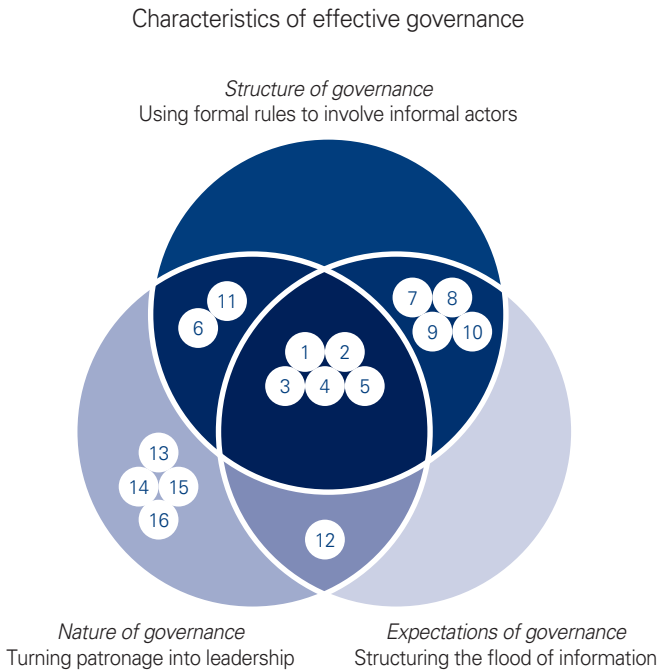 Characteristics of effective governance
Structure of governance
Using formal rules to involve informal actors
11
6
7 8
9 10
1 2
3 4 5
13
14 15
16
12
Nature of governance
Turning patronage into leadership
Expectations of governance
Structuring the flood of information